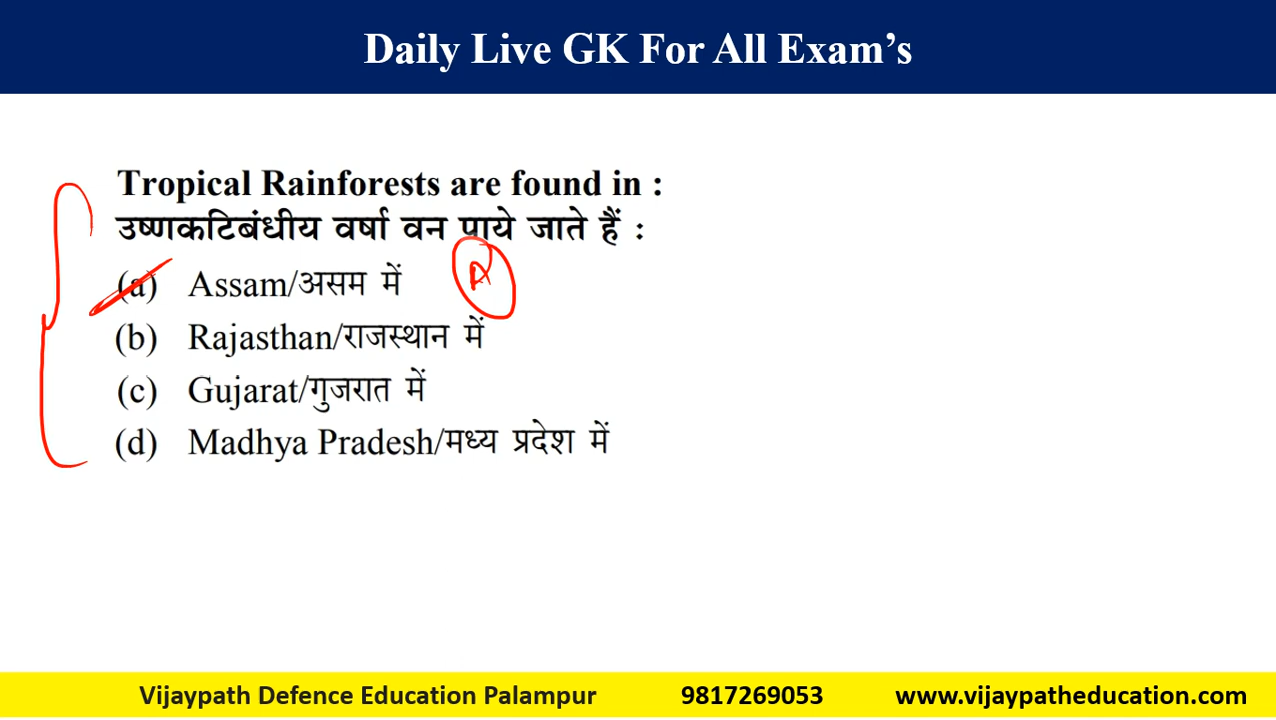 Daily Live GK For All Exam’s
Tropical Rainforests are found in :
उष्णकटिबंधीय वर्षा वन पाये जाते हैं :
(a) Assam/असम में
(b) Rajasthan/राजस्थान में
(c) Gujarat/गुजरात में
(d) Madhya Pradesh/मध्य प्रदेश में
Vijaypath Defence Education Palampur 9817269053 www.vijaypatheducation.com